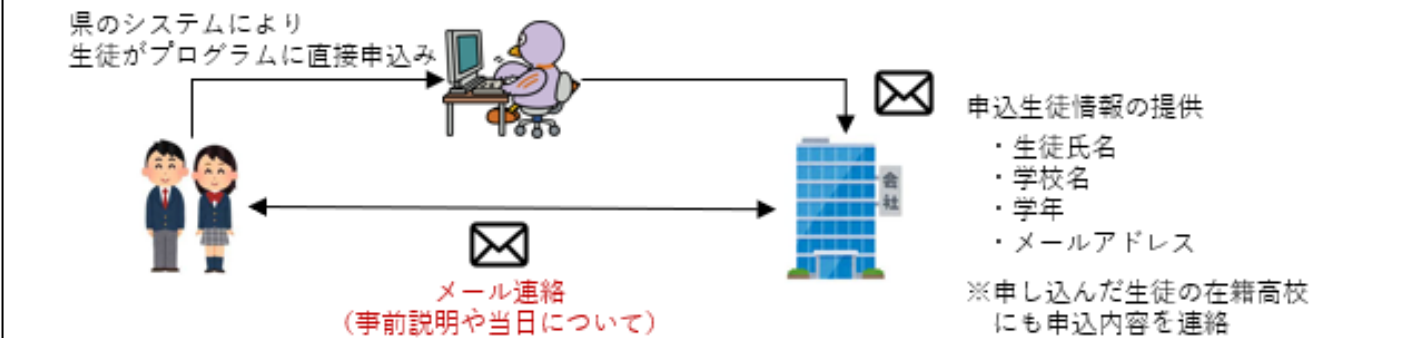 県のシステムにより
生徒がプログラムに直接申込み
申込生徒情報の提供
・生徒氏名
・学校名
・学年
・メールアドレス
会社
メール連絡
（事前説明や当日について）
※申し込んだ生徒の在籍高校
にも申込内容を連絡